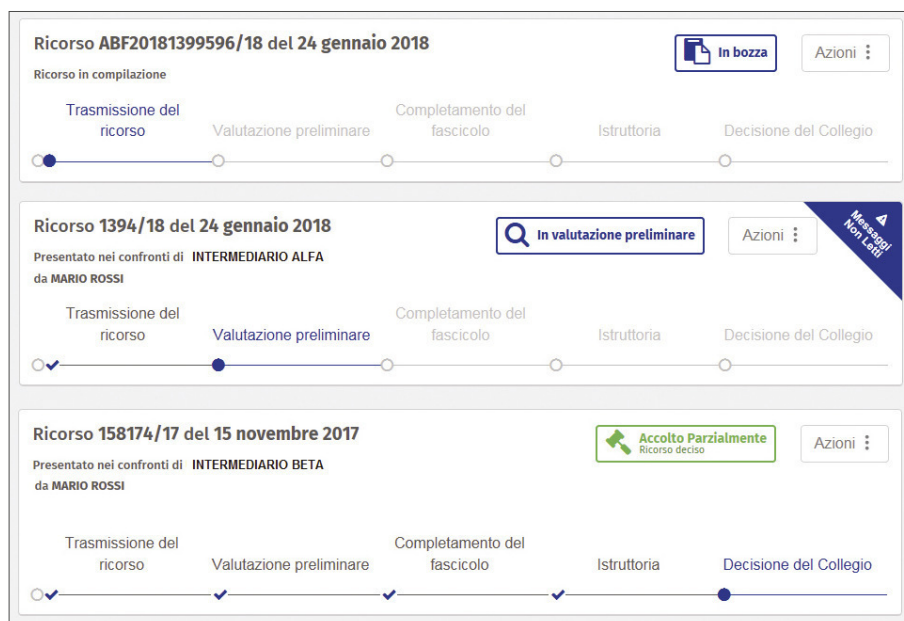 Ricorso ABF20181399596/18 del 24 gennaio 2018
In bozza
Azioni
Ricorso in compilazione
Trasmissione del
ricorso
Valutazione preliminare
Completamento del
fascicolo
Istruttoria
Decisione del Collegio
Ricorso 1394/18 del 24 gennaio 2018
In valutazione preliminare
Azioni
Messaggi
Non Letti
Presentato nei confronti di INTERMEDIARIO ALFA
da MARIO ROSSI
Trasmissione del
ricorso
Valutazione preliminare
Completamento del
fascicolo
Istruttoria
Decisione del Collegio
Ricorso 158174/17 del 15 novembre 2017
Accolto Parzialmente
Ricorso deciso
Azioni
Presentato nei confronti di INTERMEDIARIO BETA
da MARIO ROSSI
Trasmissione del
ricorso
Valutazione preliminare
Completamento del
fascicolo
Istruttoria
Decisione del Collegio